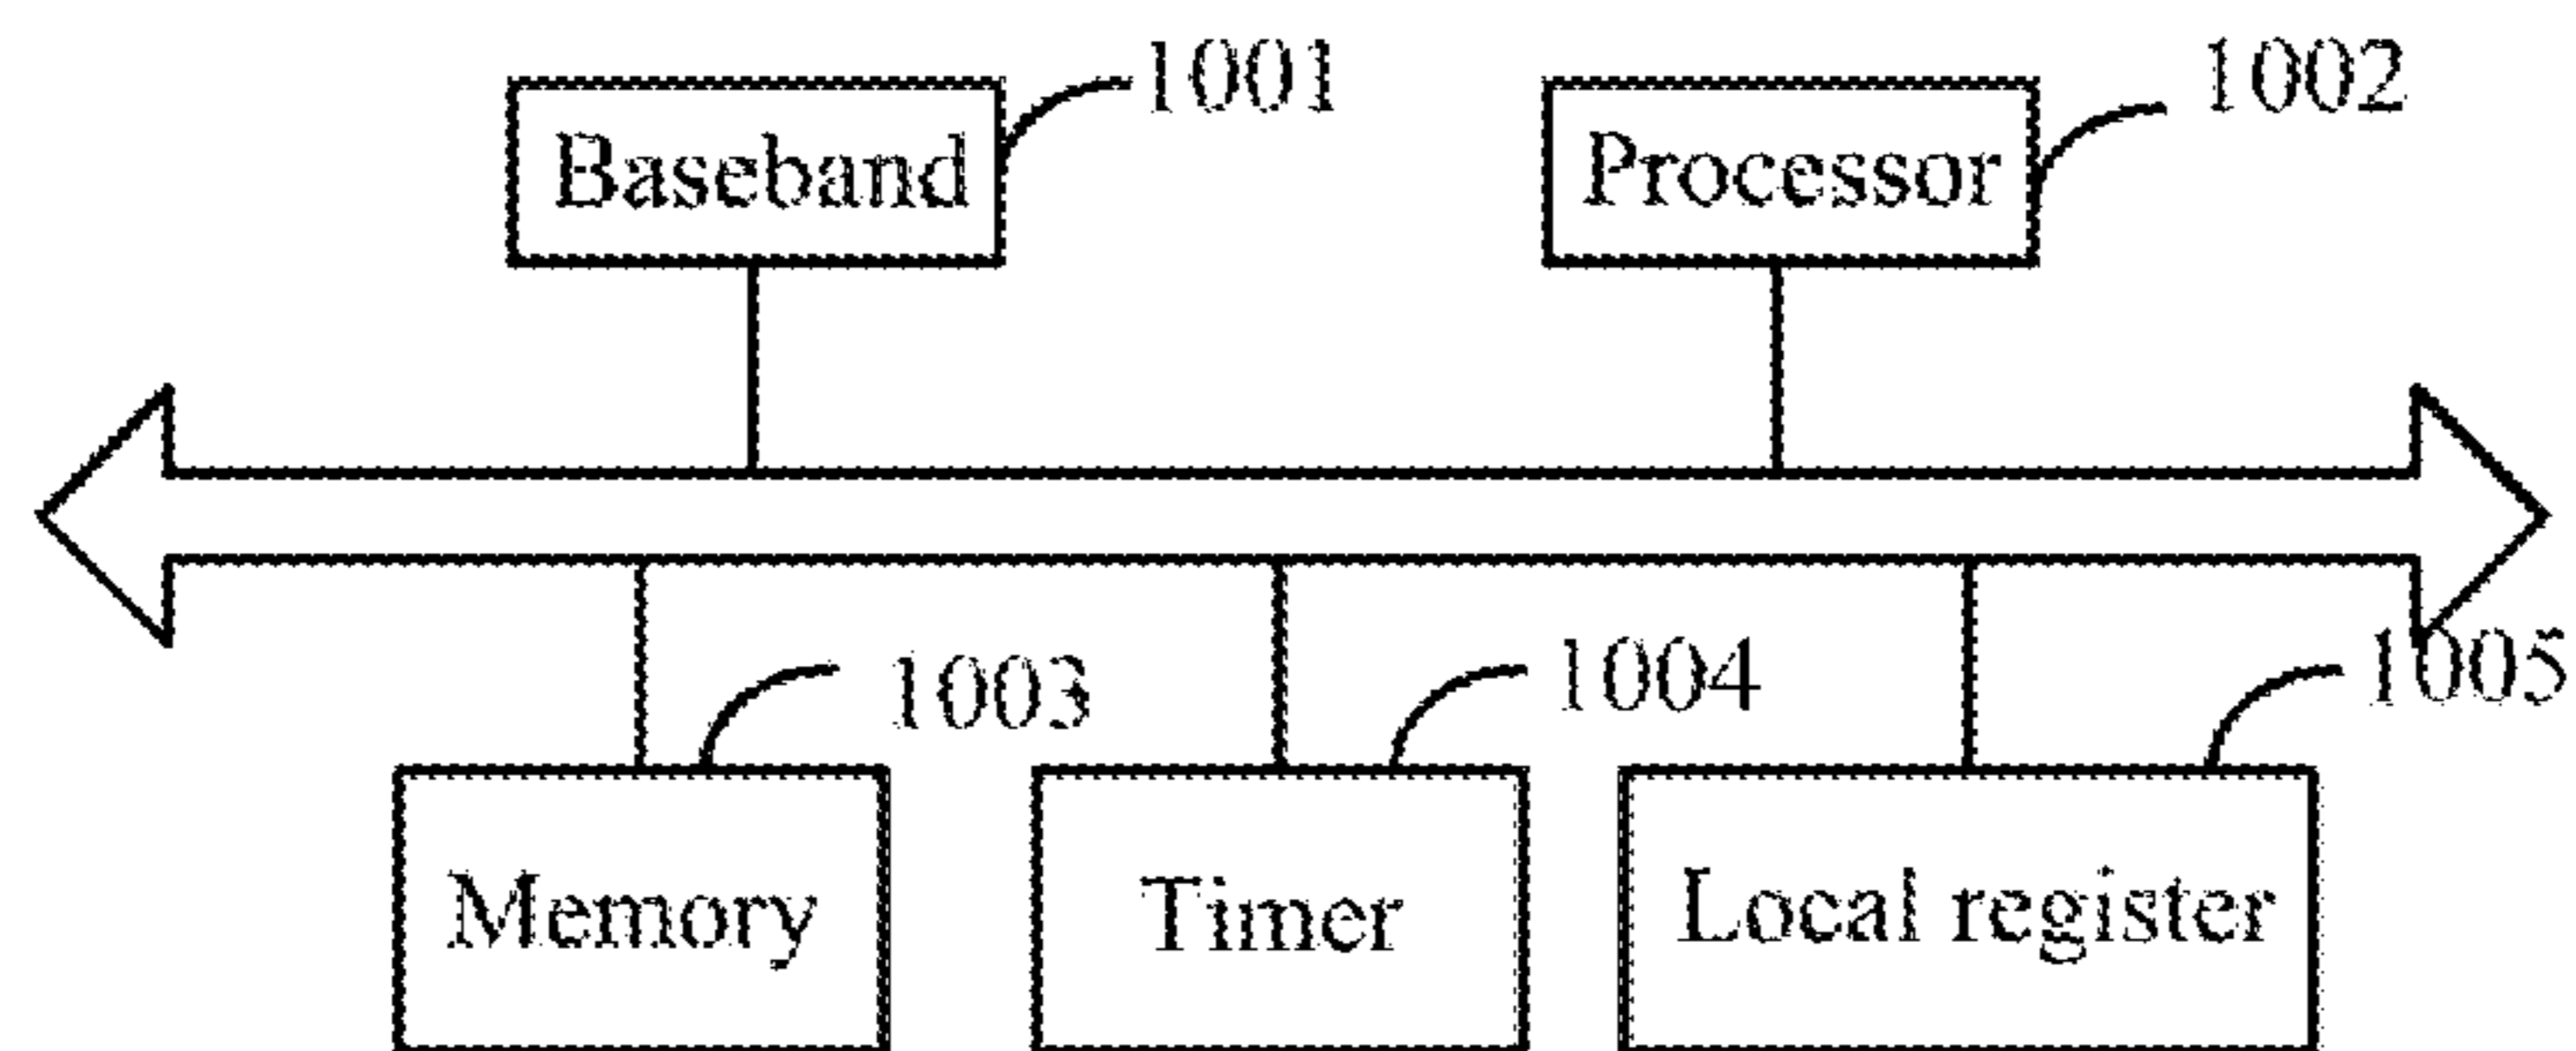 1001
1002
Baseband
Processor
1003
1004
1005
Memory
Timer
Local register